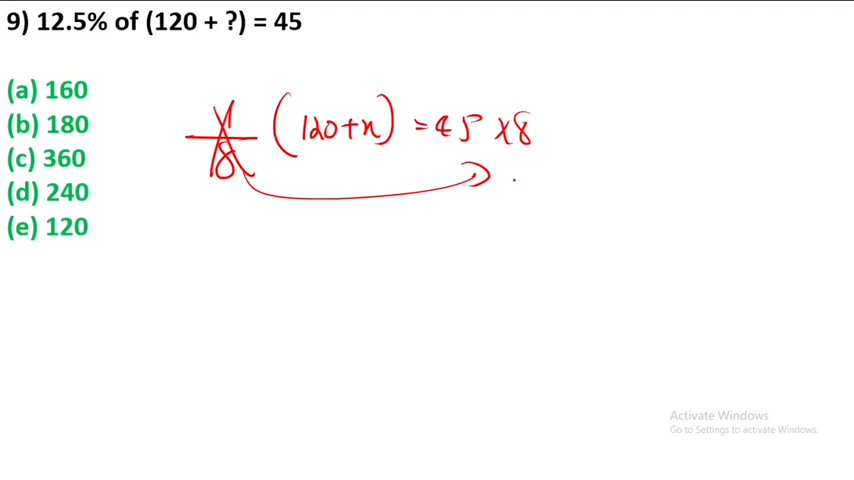 9) 12.5% of (120 + ?) = 45
(a) 160
(b) 180
(c) 360
(d) 240
(e) 120
1/8 (120+x) = 45 x8
Activate Windows
Go to Settings to activate Windows.